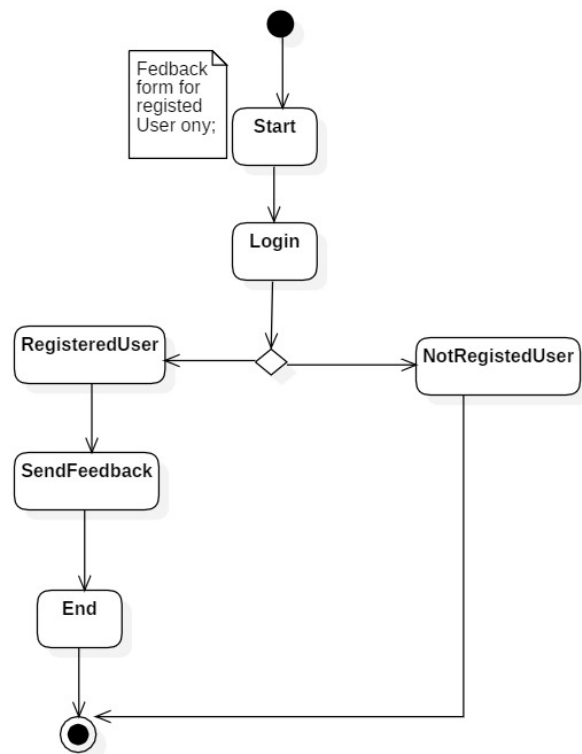 Fedback
form for
registed
User ony;
Start
Login
RegisteredUser
NotRegistedUser
SendFeedback
End